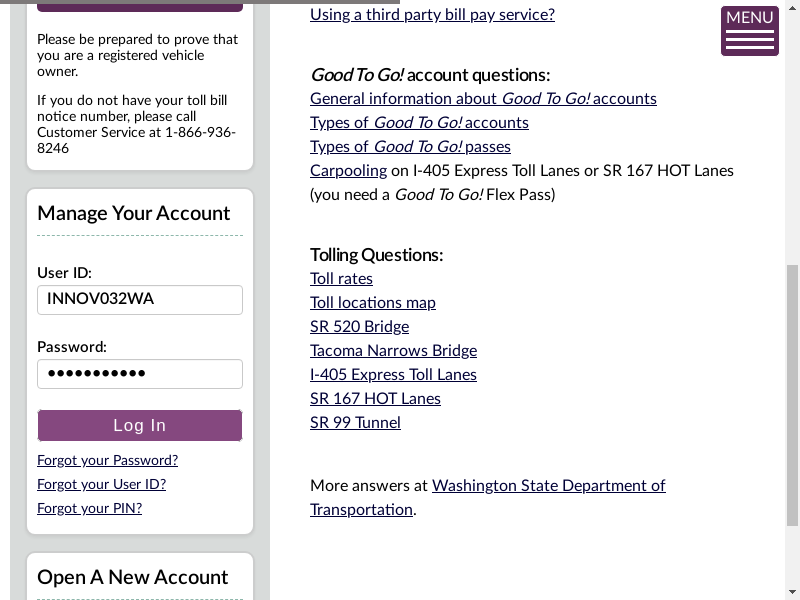 Please be prepared to prove that
you are a registered vehicle
owner.
If you do not have your toll bill
notice number, please call
Customer Service at 1-866-936-
8246
Manage Your Account
User ID:
INNOV032WA
Password:
•••••••••••
Log In
Forgot your Password?
Forgot your User ID?
Forgot your PIN?
Open A New Account
MENU
Using a third party bill pay service?
Good To Go! account questions:
General information about Good To Go! accounts
Types of Good To Go! accounts
Types of Good To Go! passes
Carpooling on I-405 Express Toll Lanes or SR 167 HOT Lanes
(you need a Good To Go! Flex Pass)
Tolling Questions:
Toll rates
Toll locations map
SR 520 Bridge
Tacoma Narrows Bridge
I-405 Express Toll Lanes
SR 167 HOT Lanes
SR 99 Tunnel
More answers at Washington State Department of
Transportation.